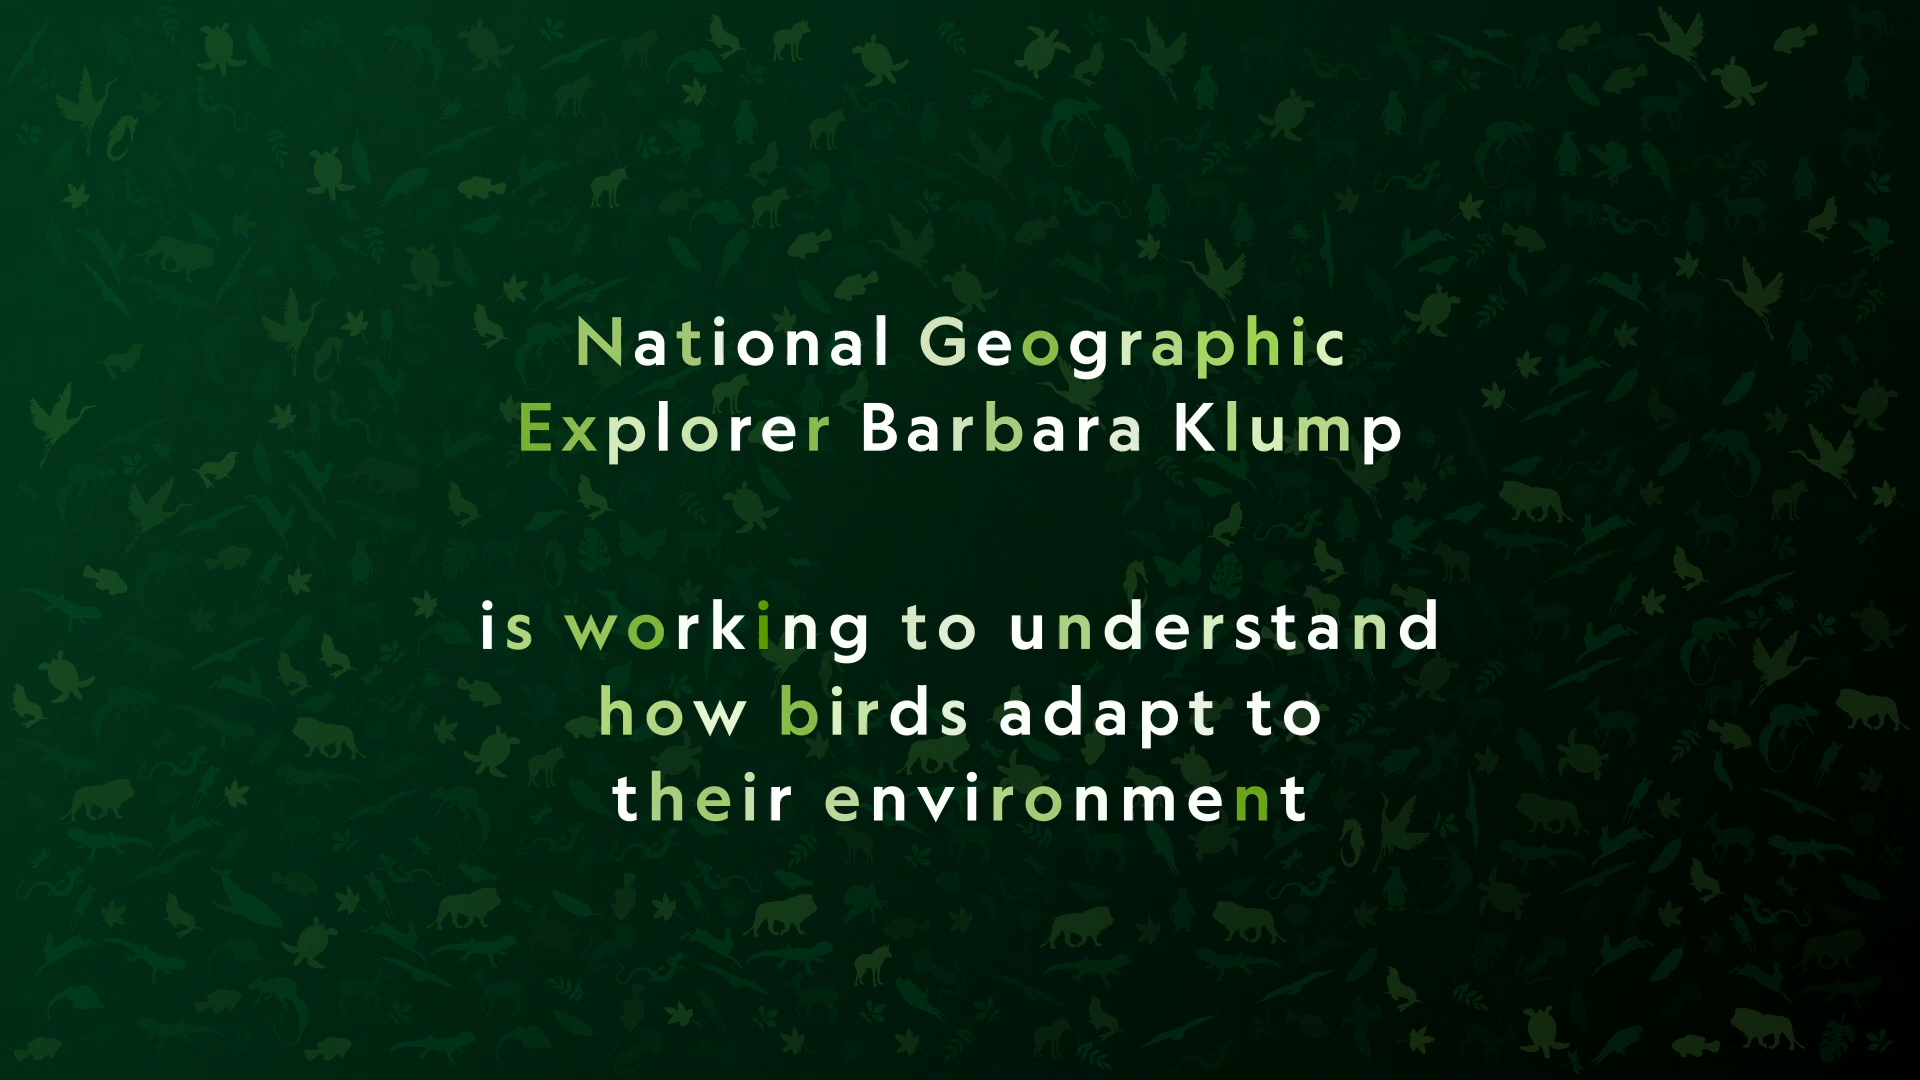 National Geographic
Explorer Barbara Klump
is working to understand
how birds adapt to
their environment